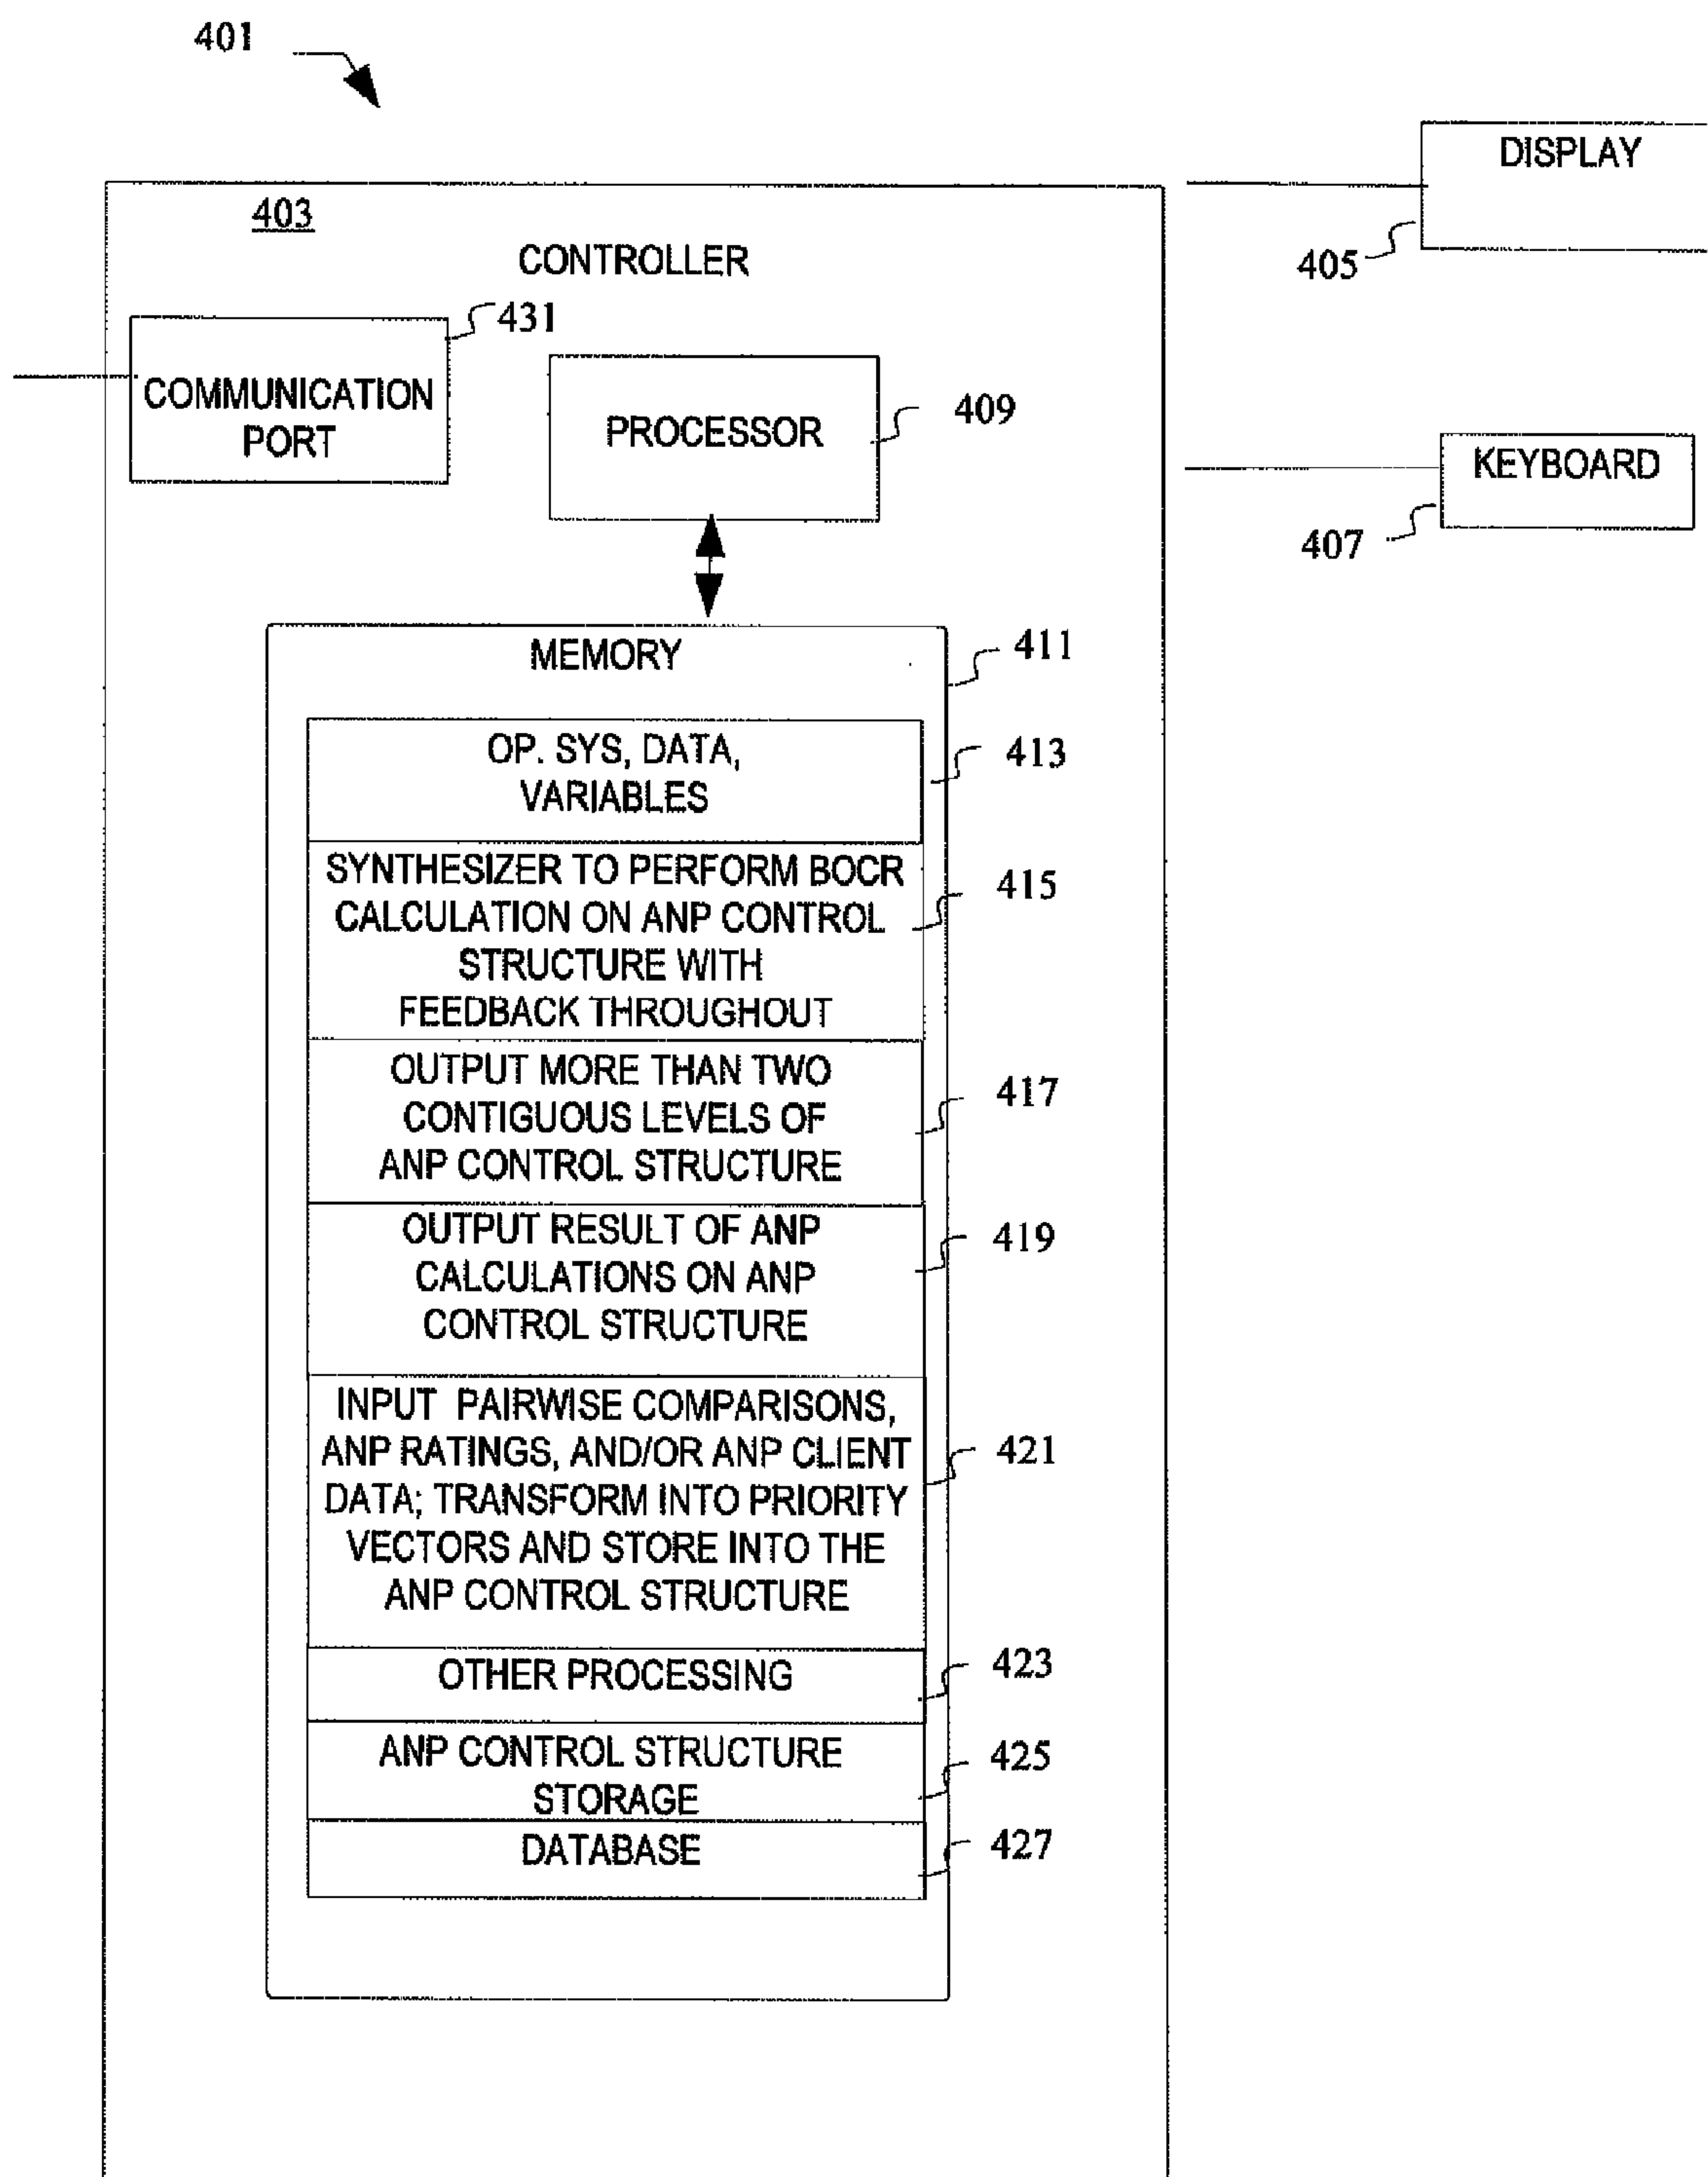 401
DISPLAY
403
405
CONTROLLER
431
COMMUNICATION
PORT
PROCESSOR
409
KEYBOARD
407
MEMORY
411
OP. SYS, DATA,
VARIABLES
413
SYNTHESIZER TO PERFORM BOCR
CALCULATION ON ANP CONTROL
STRUCTURE WITH
FEEDBACK THROUGHOUT
415
OUTPUT MORE THAN TWO
CONTIGUOUS LEVELS OF
ANP CONTROL STRUCTURE
417
OUTPUT RESULT OF ANP
CALCULATIONS ON ANP
CONTROL STRUCTURE
419
INPUT PAIRWISE COMPARISONS,
ANP RATINGS, AND/OR ANP CLIENT
DATA; TRANSFORM INTO PRIORITY
VECTORS AND STORE INTO THE
ANP CONTROL STRUCTURE
421
OTHER PROCESSING
423
ANP CONTROL STRUCTURE
STORAGE
425
DATABASE
427